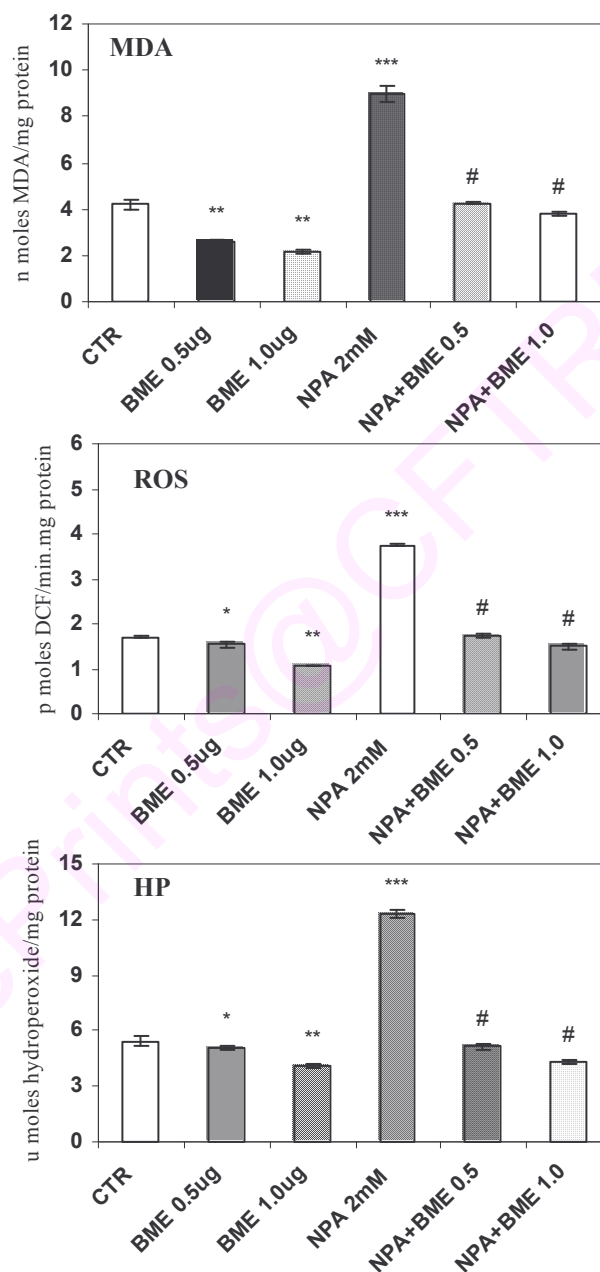 MDA
n moles MDA/mg protein
12
10
8
6
4
2
0
**
**
***
#
#
CTR
BME 0.5ug
BME 1.0ug
NPA 2mM
NPA+BME 0.5
NPA+BME 1.0
ROS
p moles DCF/min.mg protein
6
5
4
3
2
1
0
*
**
***
#
#
CTR
BME 0.5ug
BME 1.0ug
NPA 2mM
NPA+BME 0.5
NPA+BME 1.0
HP
u moles hydroperoxide/mg protein
15
12
9
6
3
0
*
**
***
#
#
CTR
BME 0.5ug
BME 1.0ug
NPA 2mM
NPA+BME 0.5
NPA+BME 1.0
ePrints@CFTR